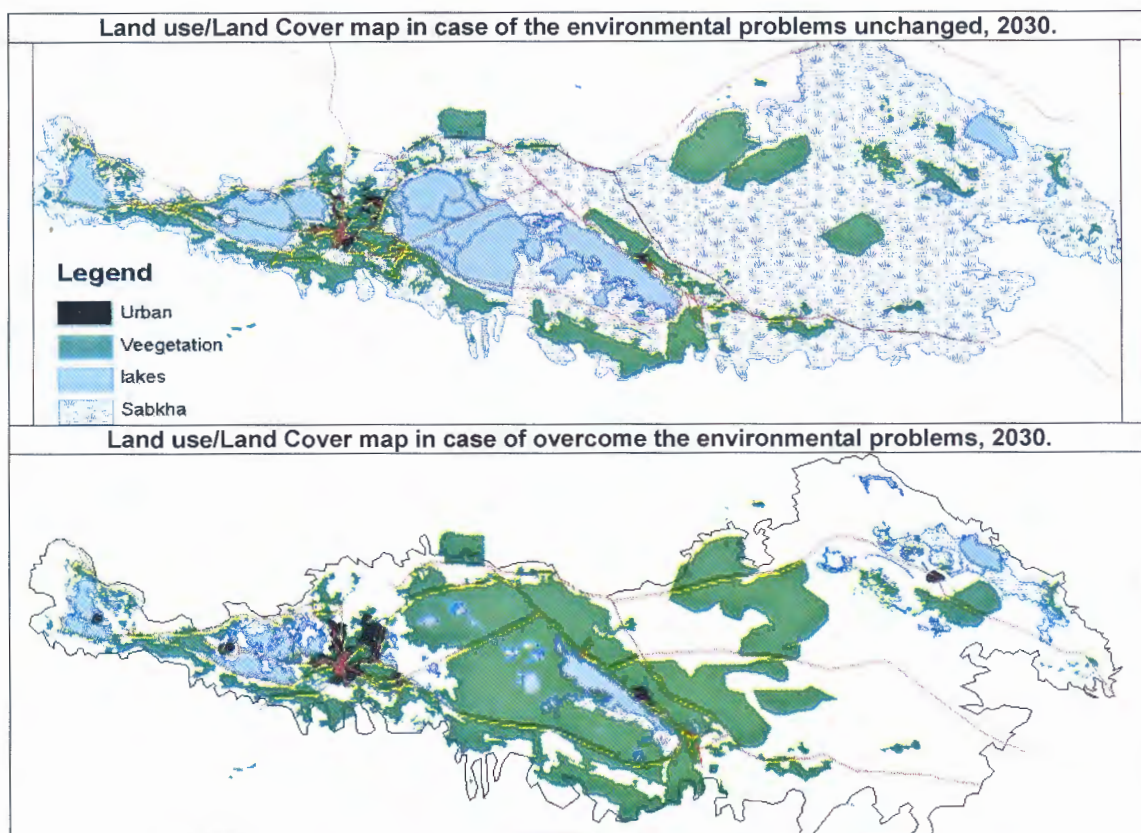 Land use/Land Cover map in case of the environmental problems unchanged, 2030.
Legend
Urban
Veegetation
lakes
Sabkha
Land use/Land Cover map in case of overcome the environmental problems, 2030.